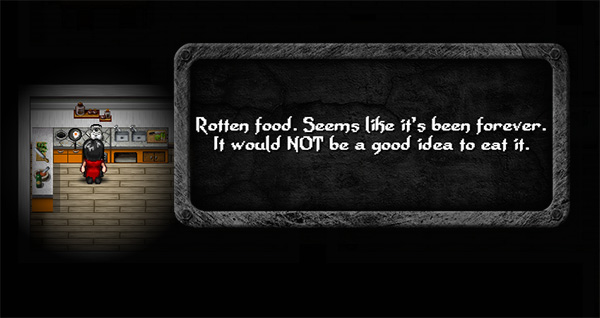 Rotten food. Seems like it's been forever.
It would NOT be a good idea to eat it.